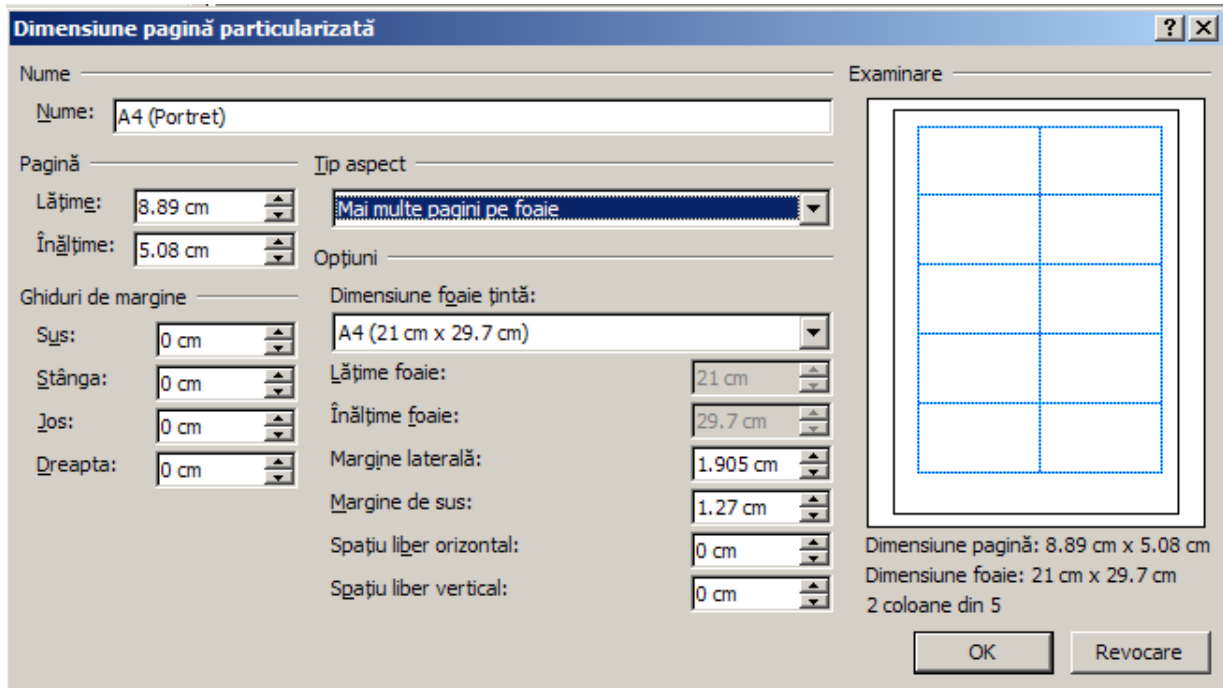 Dimensiune pagină particularizată
Nume
Nume: A4 (Portret)
Pagină
Lățime: 8.89 cm
Înălțime: 5.08 cm
Ghiduri de margine
Sus: 0 cm
Stânga: 0 cm
Jos: 0 cm
Dreapta: 0 cm
Tip aspect
Mai multe pagini pe foaie
Opțiuni
Dimensiune foaie țintă:
A4 (21 cm x 29.7 cm)
Lățime foaie: 21 cm
Înălțime foaie: 29.7 cm
Margine laterală: 1.905 cm
Margine de sus: 1.27 cm
Spațiu liber orizontal: 0 cm
Spațiu liber vertical: 0 cm
Examinare
Dimensiune pagină: 8.89 cm x 5.08 cm
Dimensiune foaie: 21 cm x 29.7 cm
2 coloane din 5
OK
Revocare